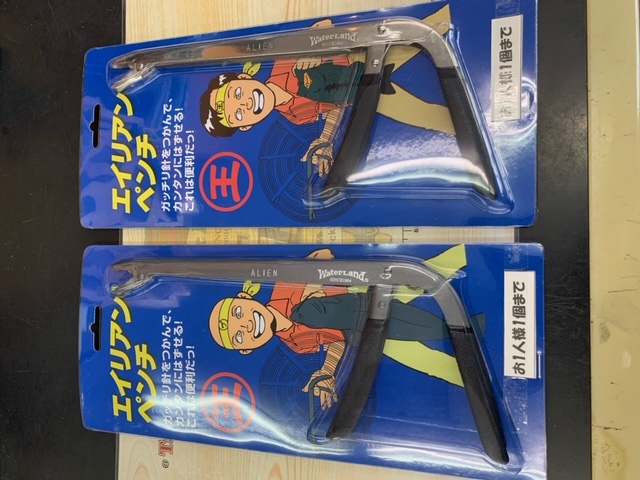 エイリアン
ペンチ
ガッチリ針をつかんで、
カンタンにはずせる!
これは便利だっ!
王
ALIEN
WATERLAND
お1人様1個まで
エイリアン
ペンチ
ガッチリ針をつかんで、
カンタンにはずせる!
これは便利だっ!
ALIEN
WATERLAND®
お1人様1個まで